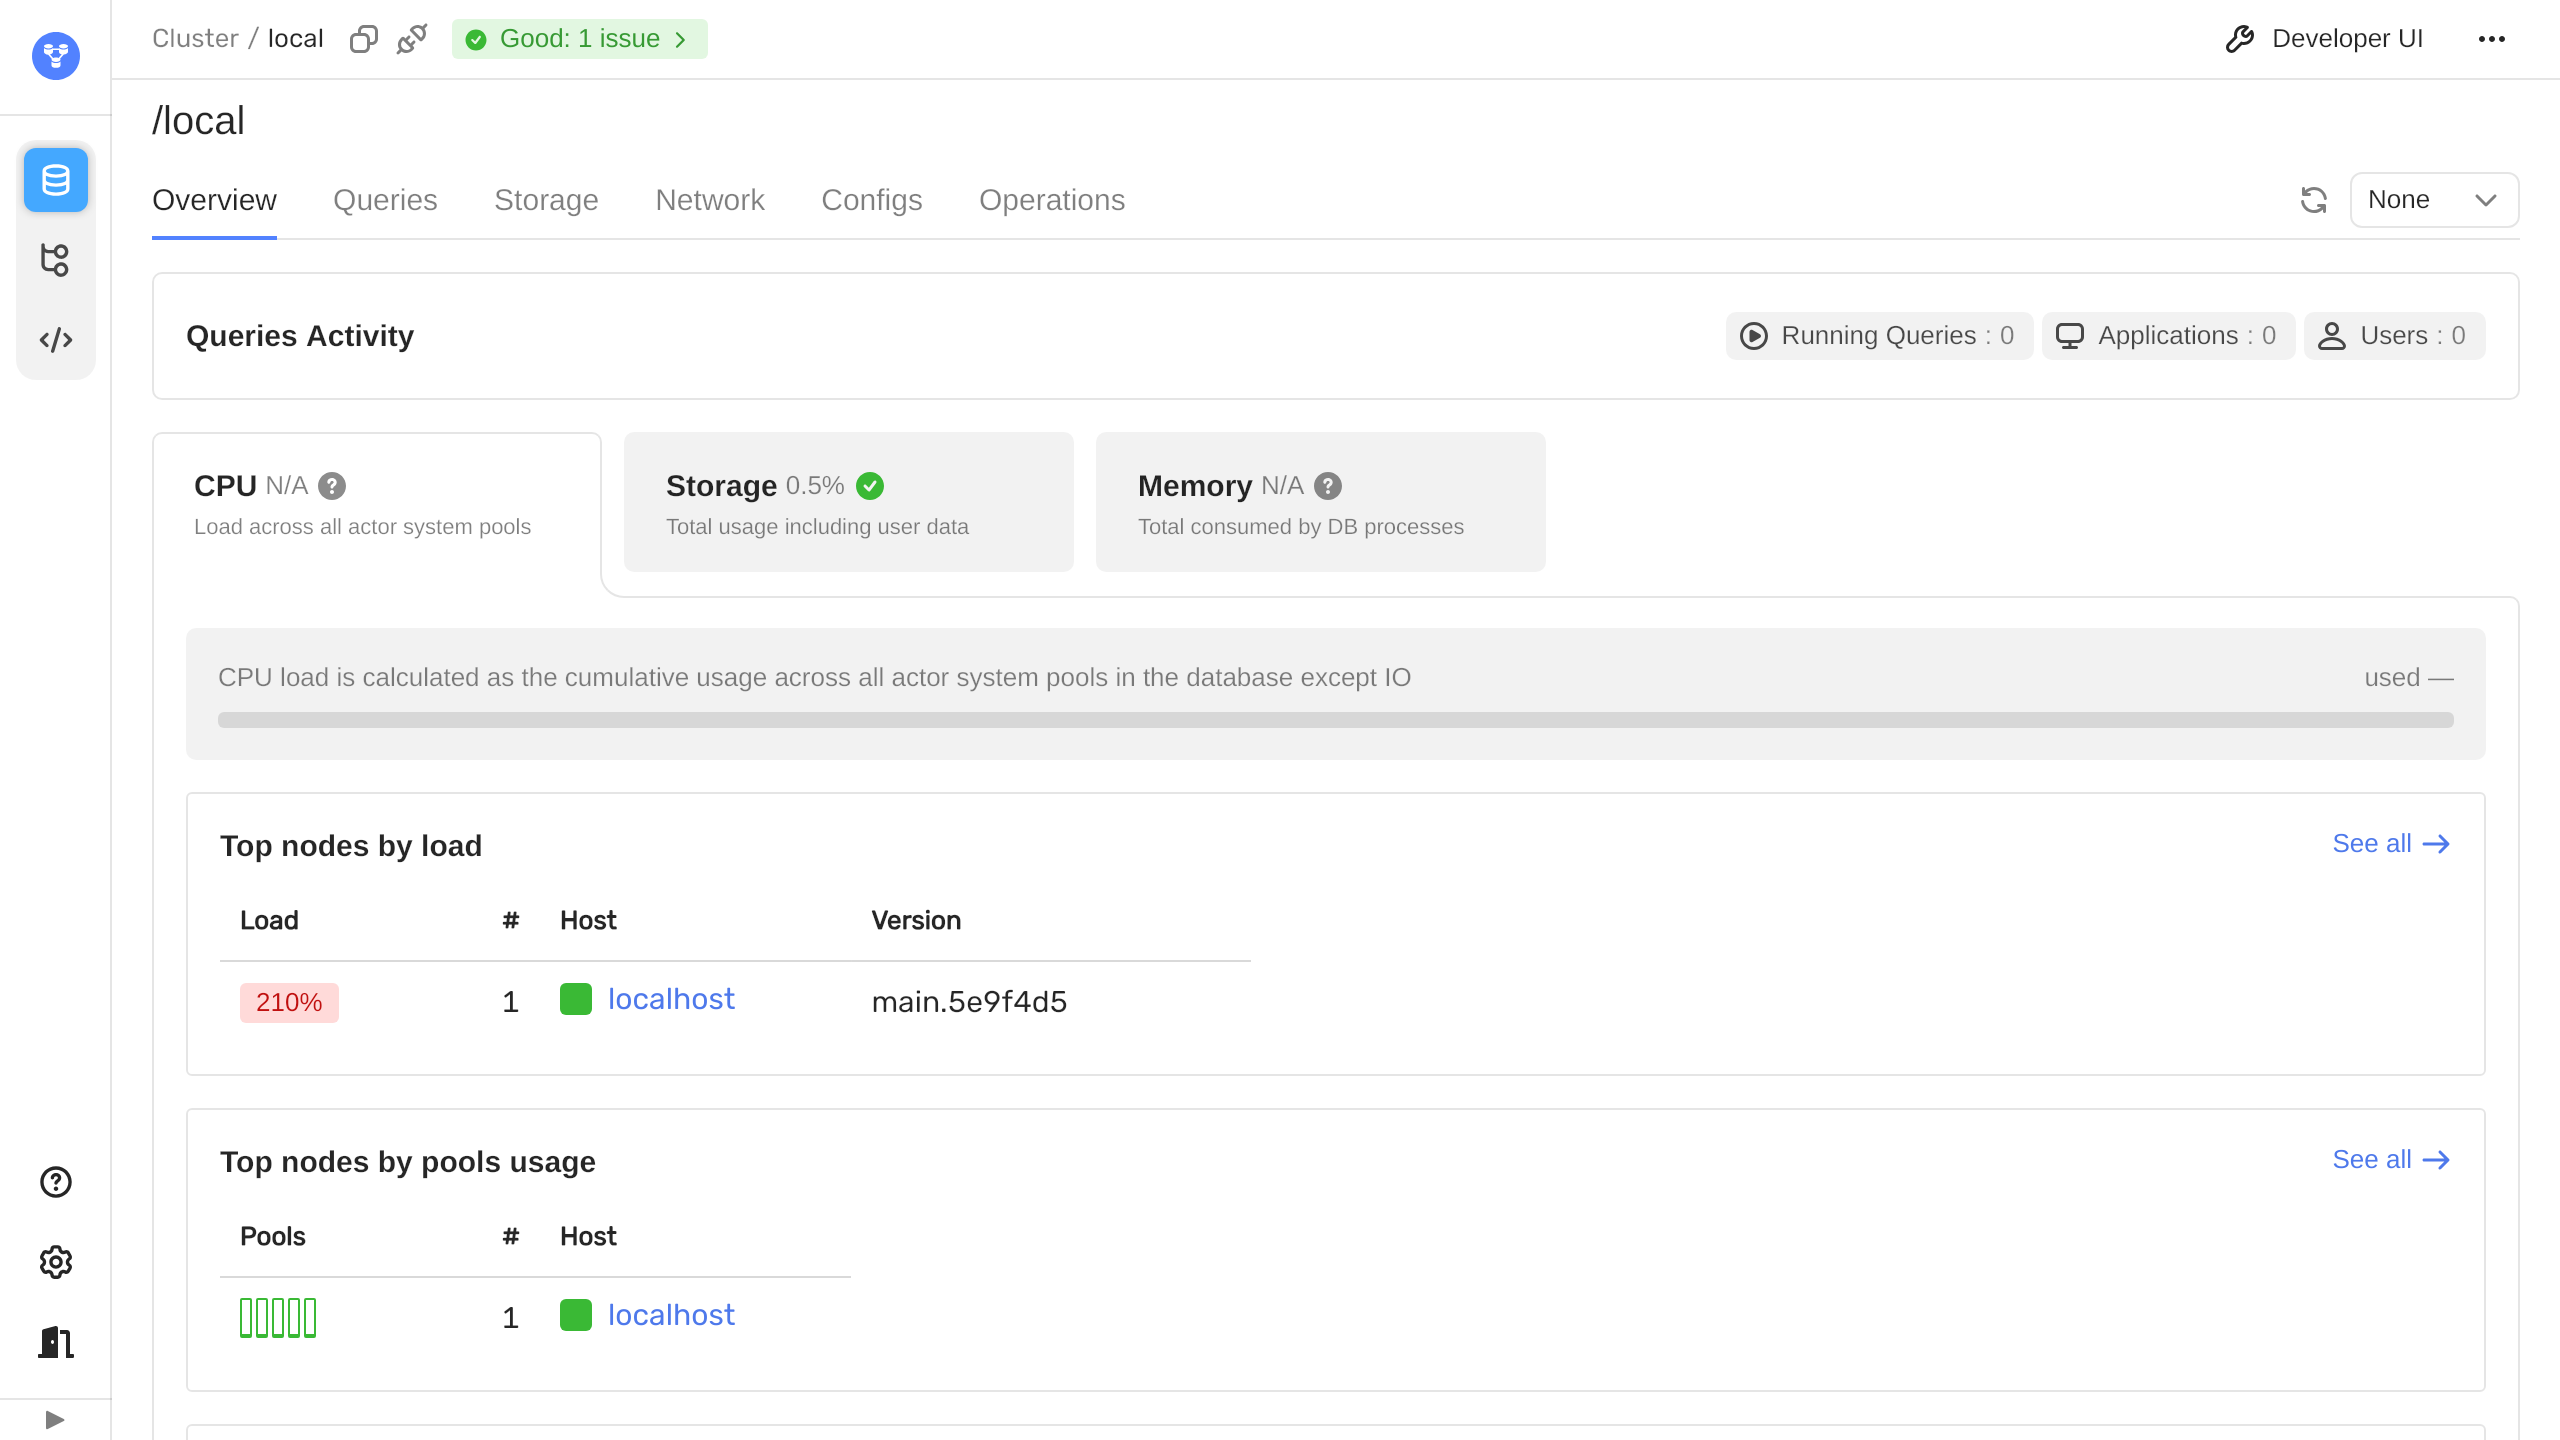 Cluster / local
Good: 1 issue
Developer UI
/local
Overview
Queries
Storage
Network
Configs
Operations
None
Queries Activity
Running Queries : 0
Applications : 0
Users : 0
CPU N/A
Load across all actor system pools
Storage 0.5%
Total usage including user data
Memory N/A
Total consumed by DB processes
CPU load is calculated as the cumulative usage across all actor system pools in the database except IO
used —
Top nodes by load
See all
Load # Host Version
210% 1 localhost main.5e9f4d5
Top nodes by pools usage
See all
Pools # Host
1 localhost